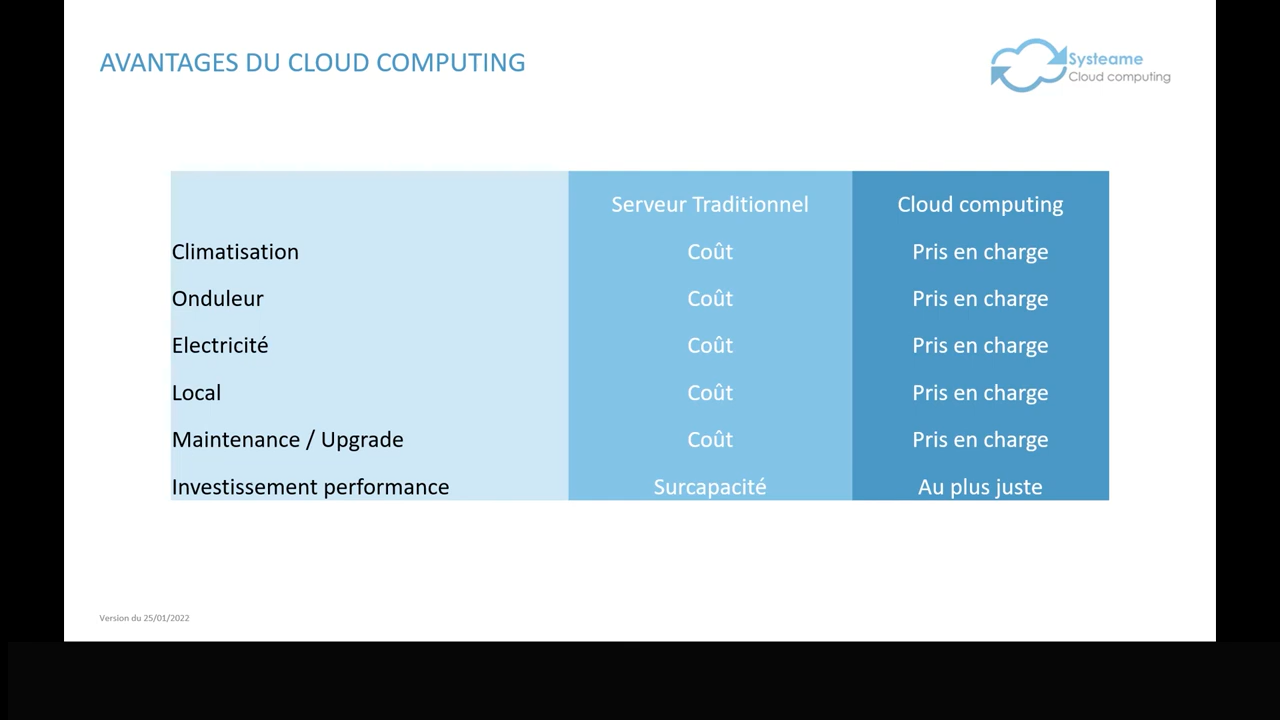 AVANTAGES DU CLOUD COMPUTING
Systeame
Cloud computing
Serveur Traditionnel Cloud computing
Climatisation Coût Pris en charge
Onduleur Coût Pris en charge
Electricité Coût Pris en charge
Local Coût Pris en charge
Maintenance / Upgrade Coût Pris en charge
Investissement performance Surcapacité Au plus juste
Version du 25/01/2022